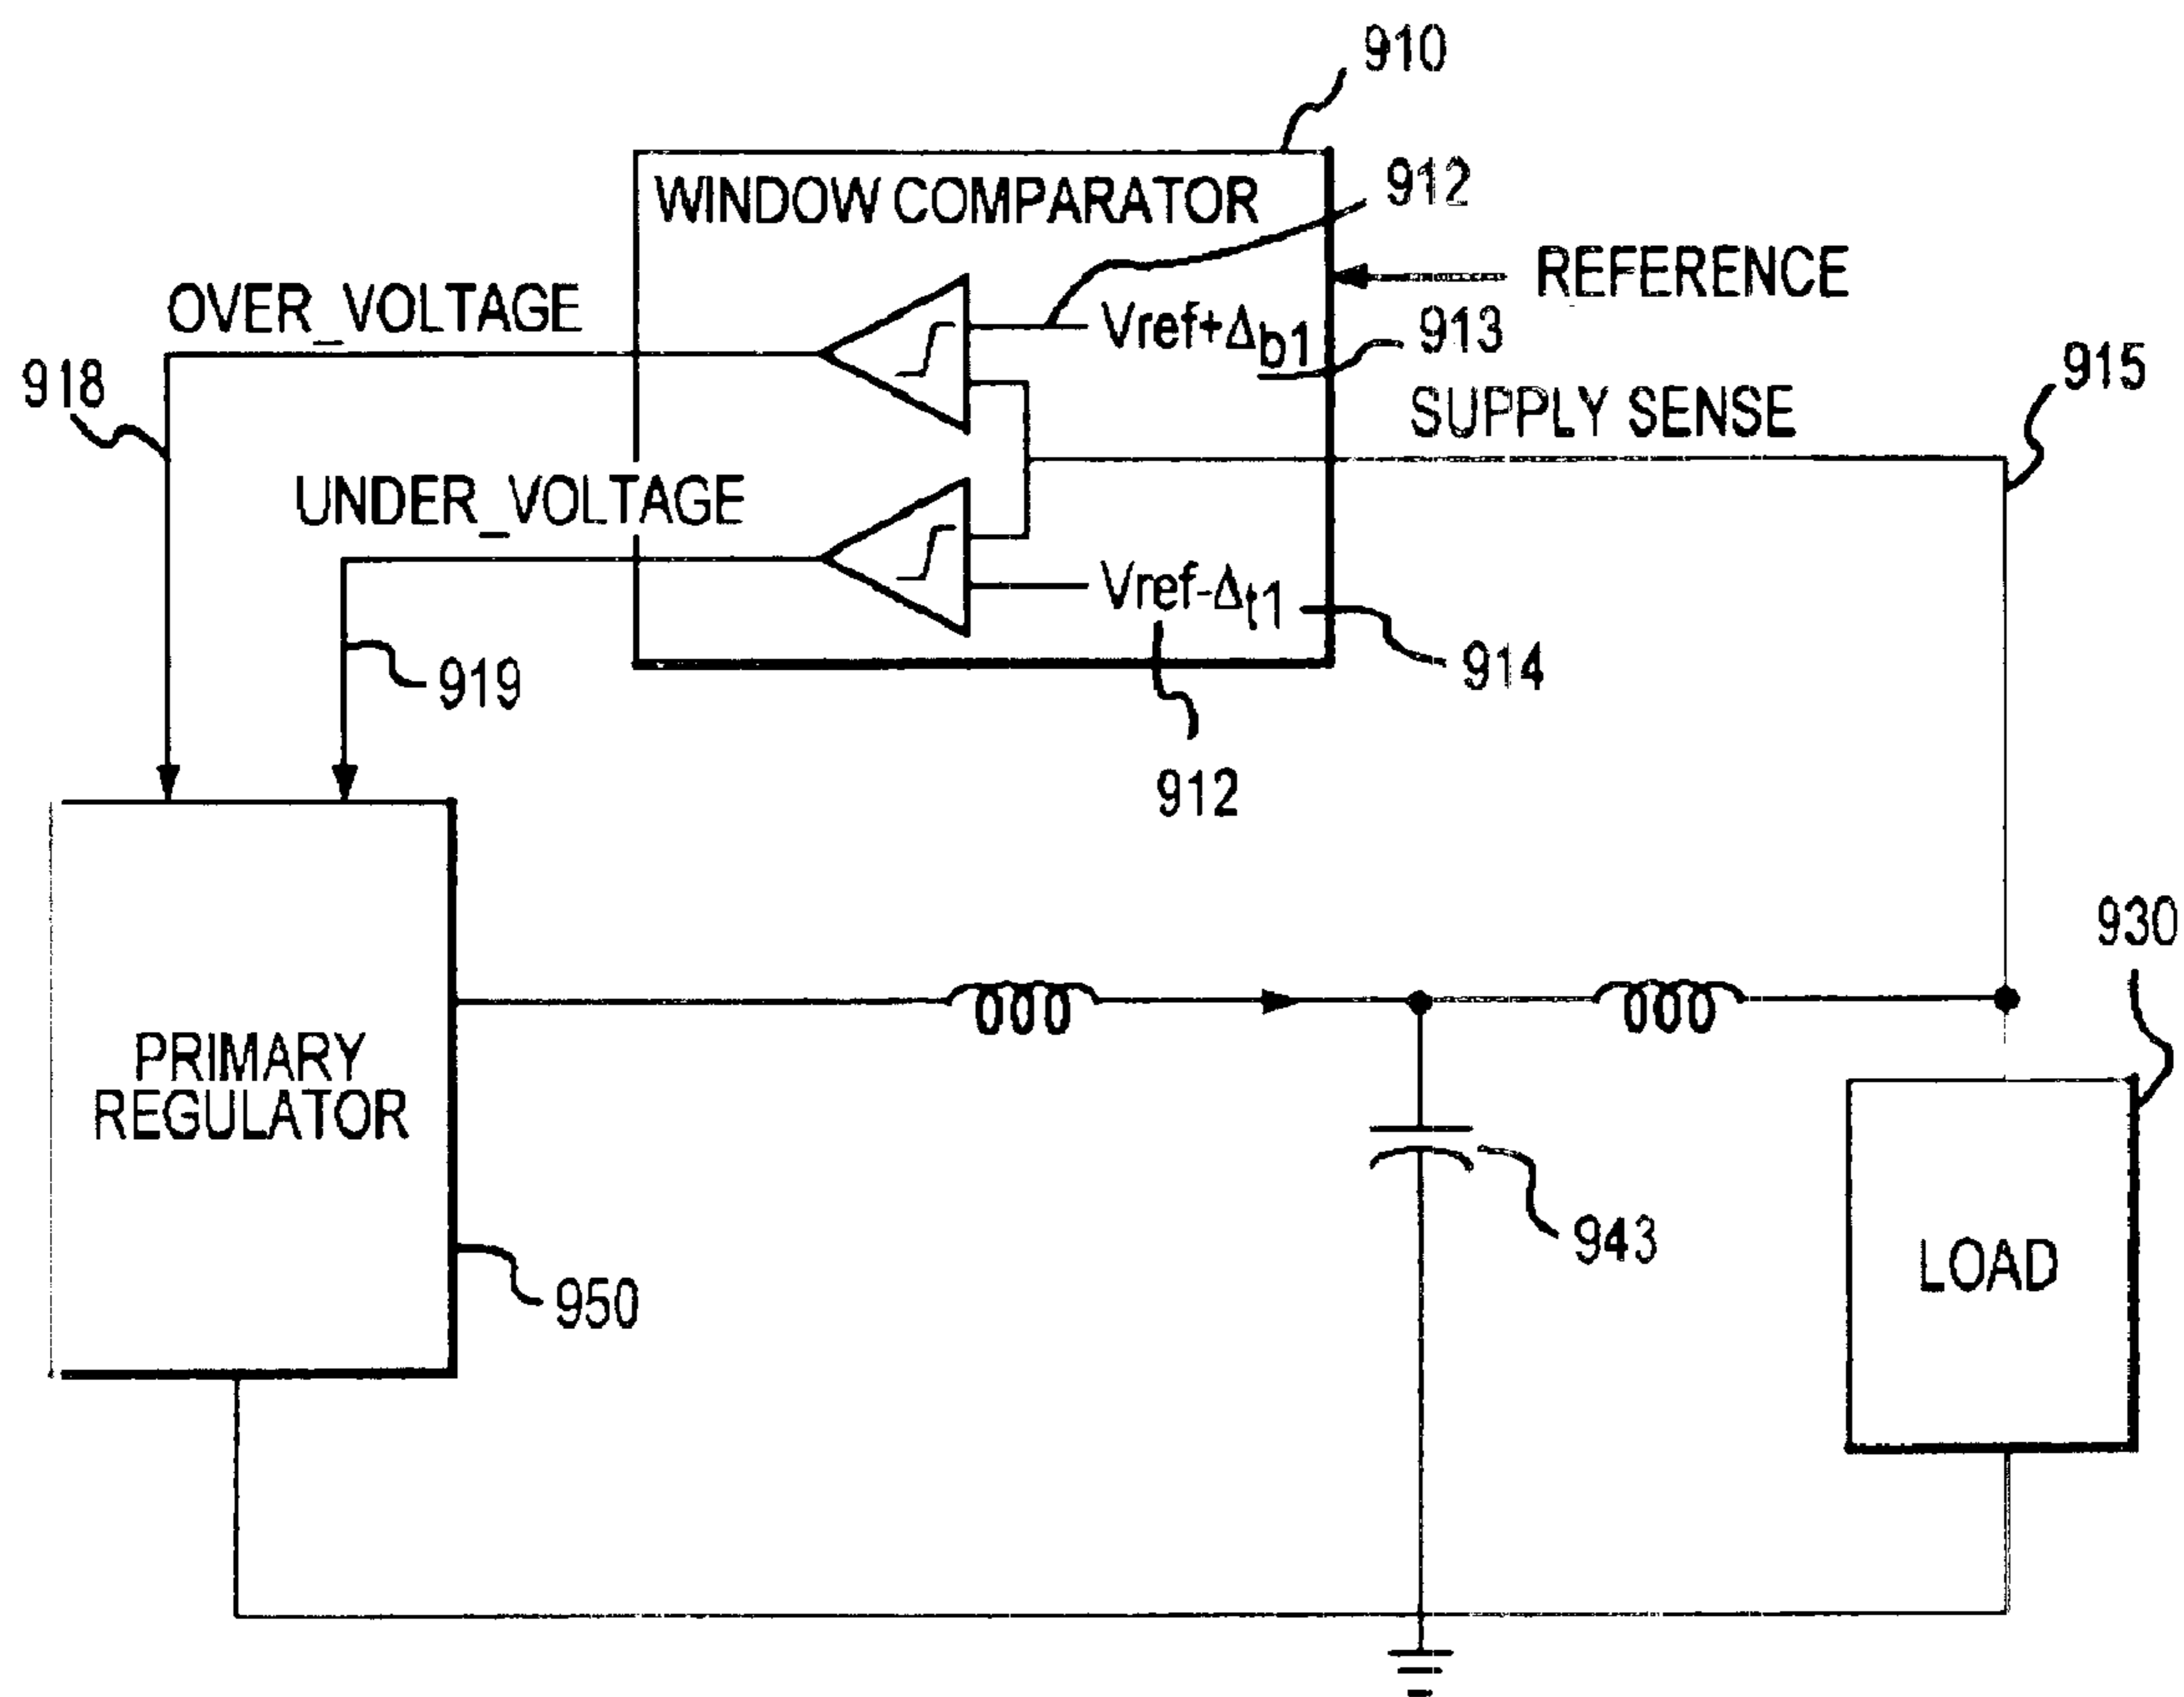 910
WINDOW COMPARATOR
912
REFERENCE
OVER_VOLTAGE
Vref+Δb1
913
918
SUPPLY SENSE
915
UNDER_VOLTAGE
Vref-Δt1
914
919
912
930
PRIMARY
REGULATOR
943
LOAD
950